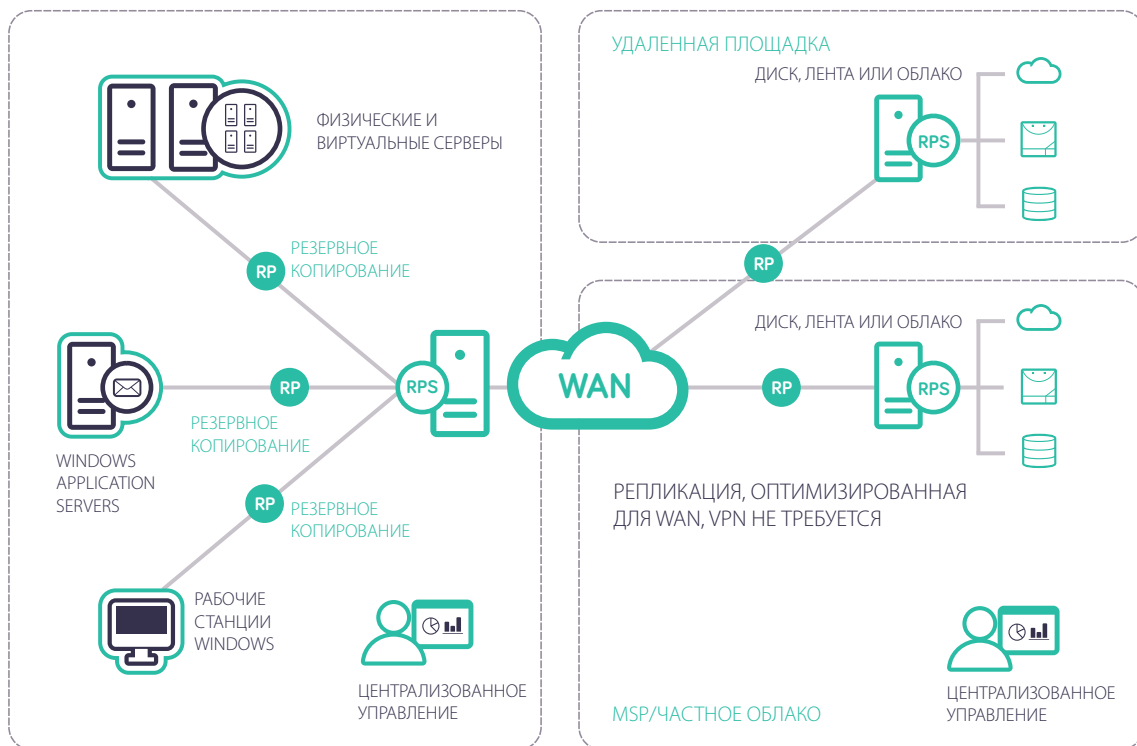 ФИЗИЧЕСКИЕ И
ВИРТУАЛЬНЫЕ СЕРВЕРЫ
РЕЗЕРВНОЕ
КОПИРОВАНИЕ
RP
WINDOWS
APPLICATION
SERVERS
RP
РЕЗЕРВНОЕ
КОПИРОВАНИЕ
RPS
RP
РЕЗЕРВНОЕ
КОПИРОВАНИЕ
РАБОЧИЕ
СТАНЦИИ
WINDOWS
ЦЕНТРАЛИЗОВАННОЕ
УПРАВЛЕНИЕ
WAN
УДАЛЕННАЯ ПЛОЩАДКА
ДИСК, ЛЕНТА ИЛИ ОБЛАКО
RPS
RP
ДИСК, ЛЕНТА ИЛИ ОБЛАКО
RP
RPS
РЕПЛИКАЦИЯ, ОПТИМИЗИРОВАННАЯ
ДЛЯ WAN, VPN НЕ ТРЕБУЕТСЯ
ЦЕНТРАЛИЗОВАННОЕ
УПРАВЛЕНИЕ
MSP/ЧАСТНОЕ ОБЛАКО